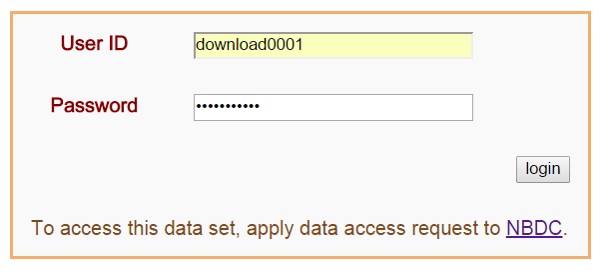 User ID download0001
Password •••••••••••
login
To access this data set, apply data access request to NBDC.